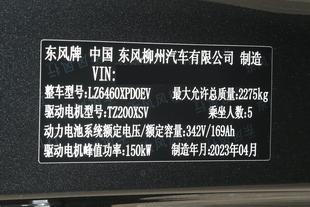 东风牌 中国 东风柳州汽车有限公司 制造
VIN:
整车型号:LZ6460XPD0EV 最大允许总质量:2275kg
驱动电机型号:TZ200XSV 乘坐人数:5
动力电池系统额定电压/额定容量:342V/169Ah
驱动电机峰值功率:150kW 制造年月:2023年04月